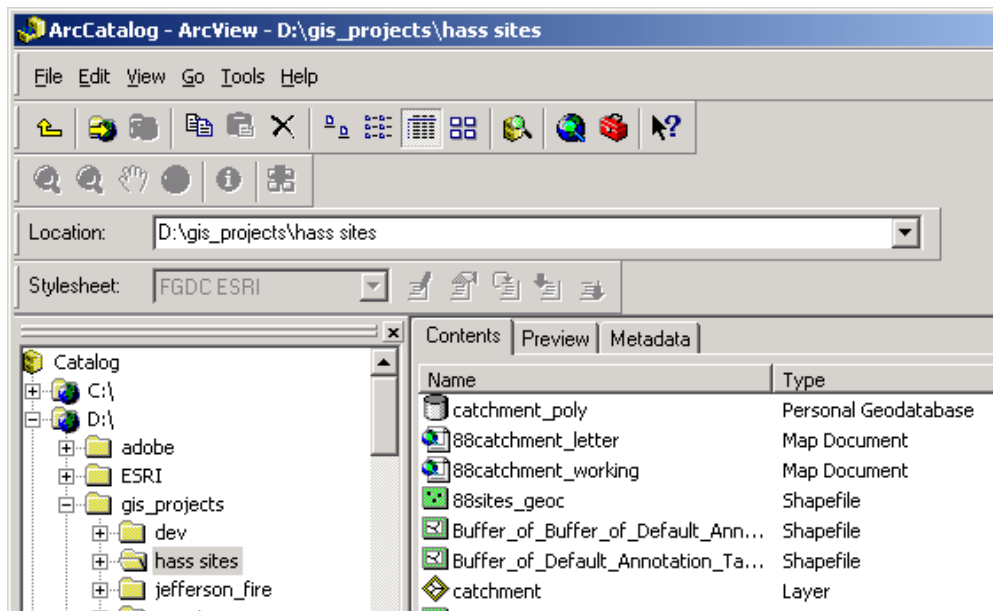 ArcCatalog - ArcView - D:\gis_projects\hass sites
File Edit View Go Tools Help
Location: D:\gis_projects\hass sites
Stylesheet: FGDC ESRI
Contents Preview Metadata
Catalog
C:\
D:\
adobe
ESRI
gis_projects
dev
hass sites
jefferson_fire
Name Type
catchment_poly Personal Geodatabase
88catchment_letter Map Document
88catchment_working Map Document
88sites_geoc Shapefile
Buffer_of_Buffer_of_Default_Ann... Shapefile
Buffer_of_Default_Annotation_Ta... Shapefile
catchment Layer